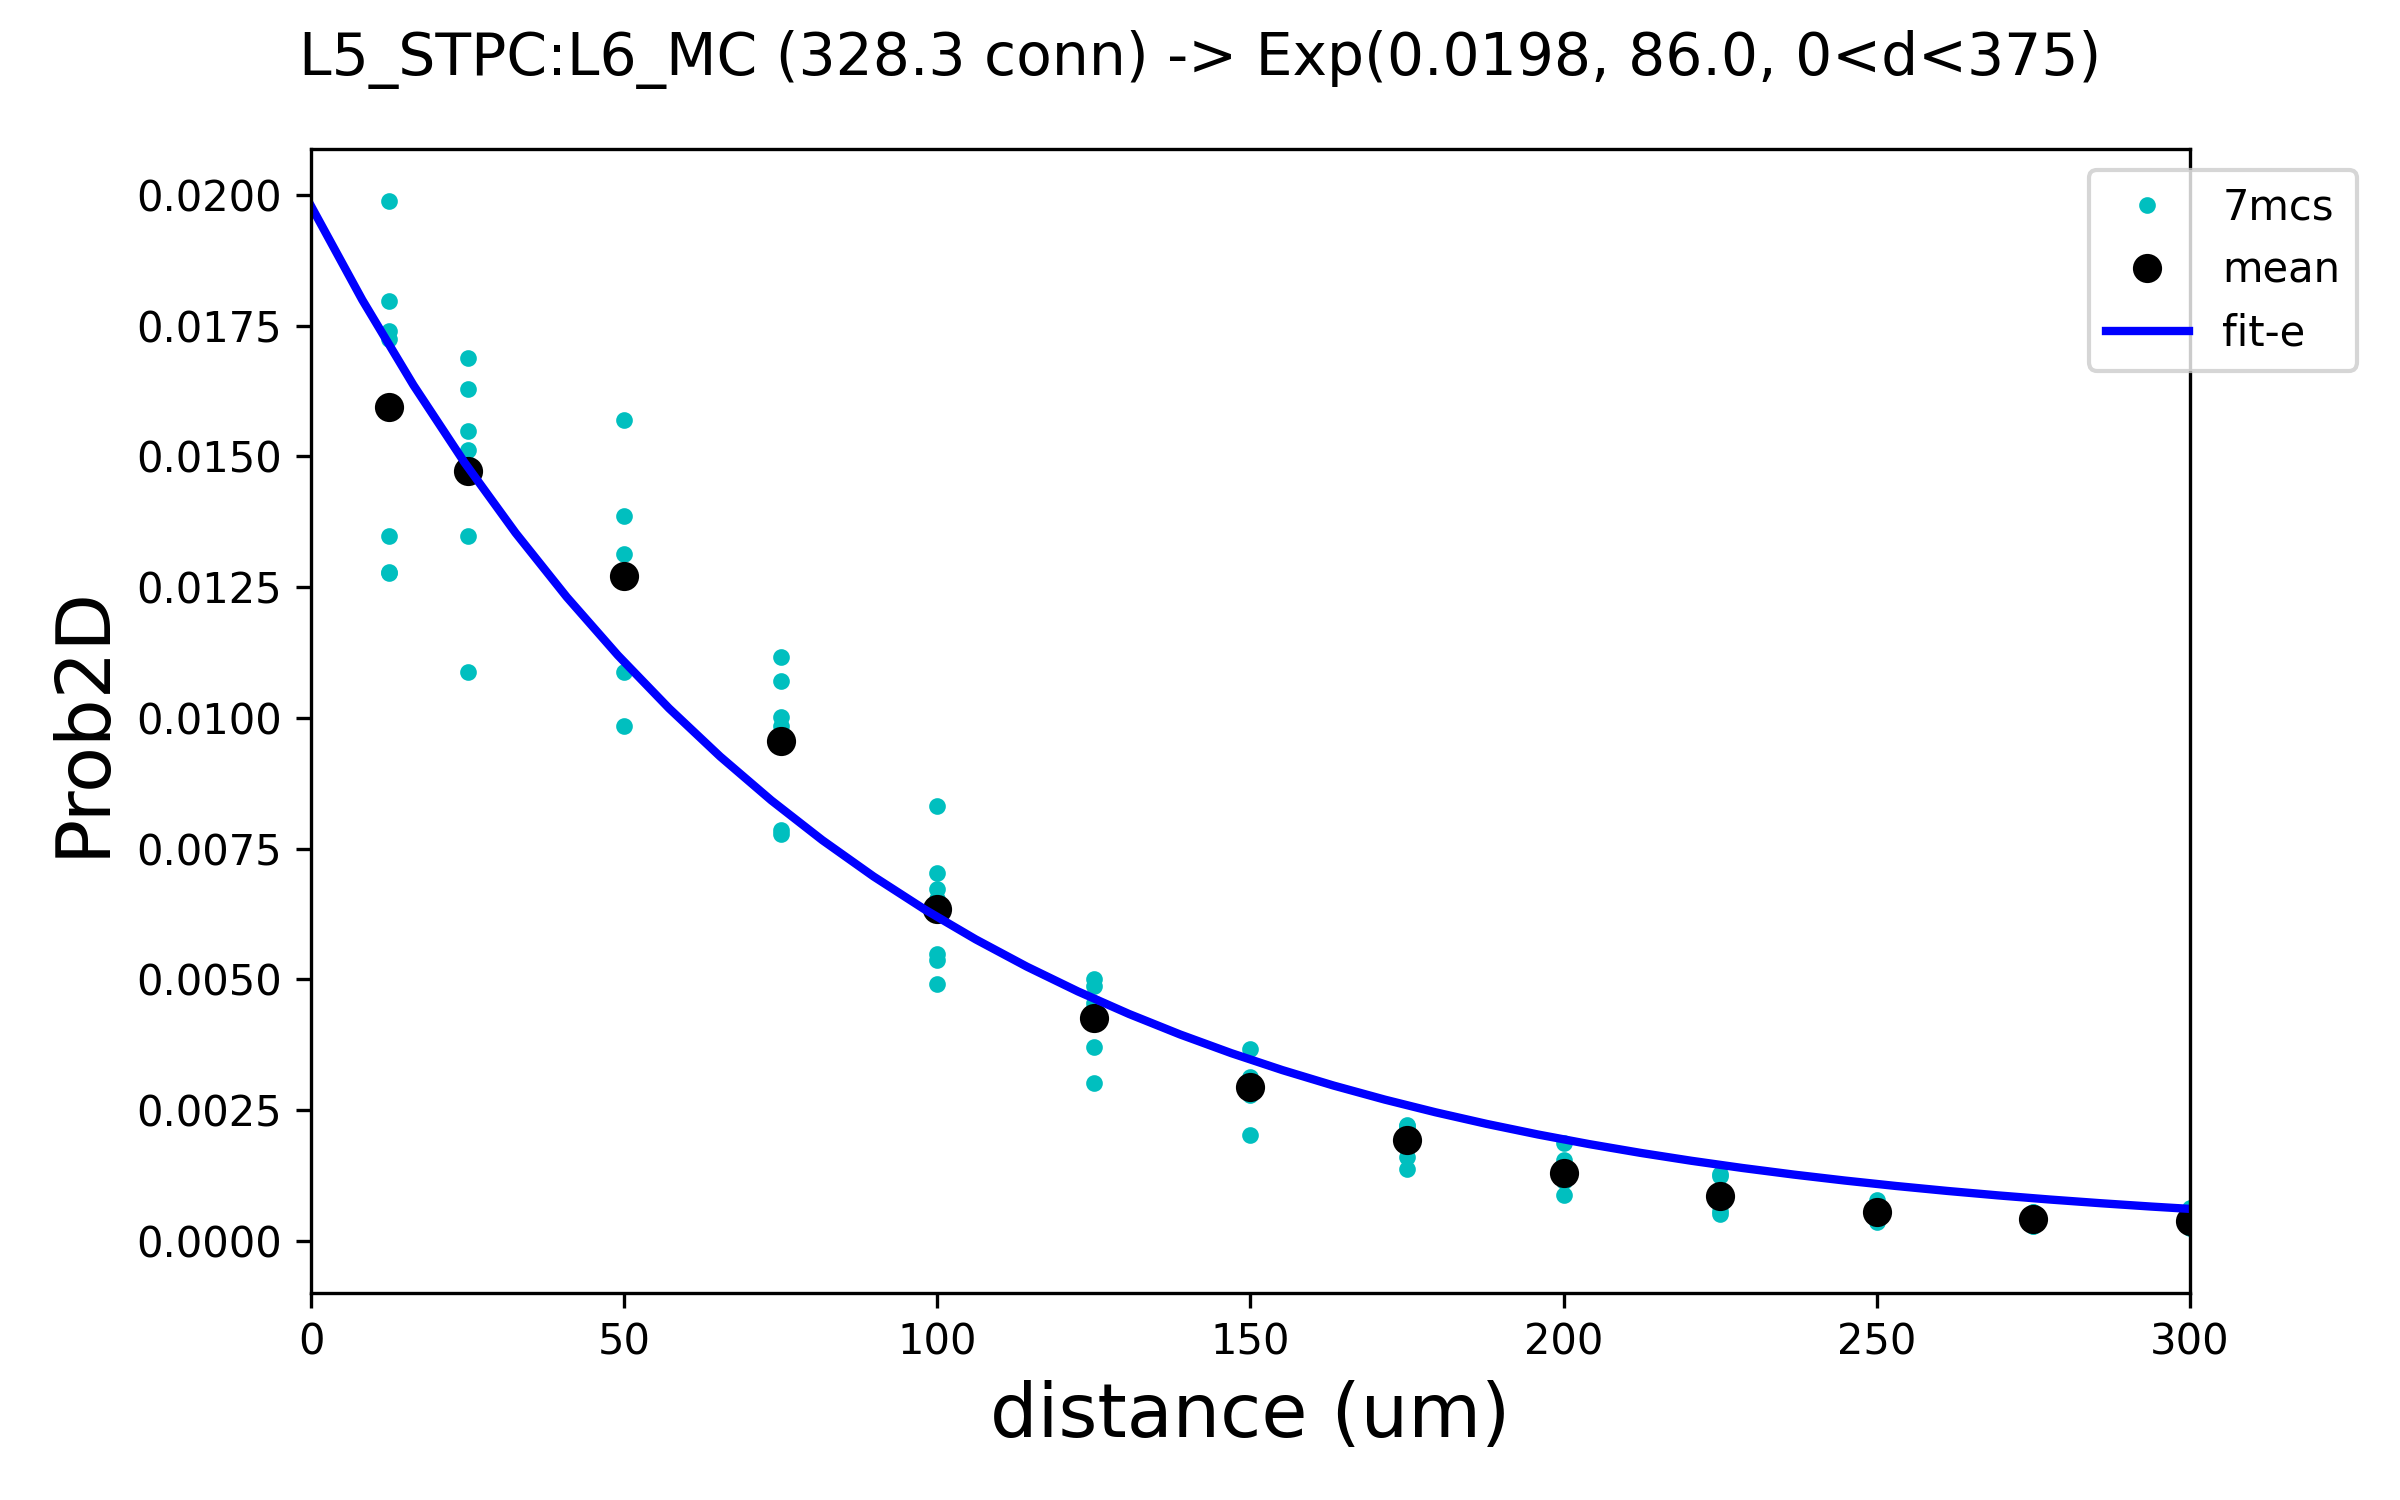 L5_STPC:L6_MC (328.3 conn) -> Exp(0.0198, 86.0, 0<d<375)
0.0200
0.0175
0.0150
0.0125
0.0100
0.0075
0.0050
0.0025
0.0000
Prob2D
0 50 100 150 200 250 300
distance (um)
7mcs
mean
fit-e